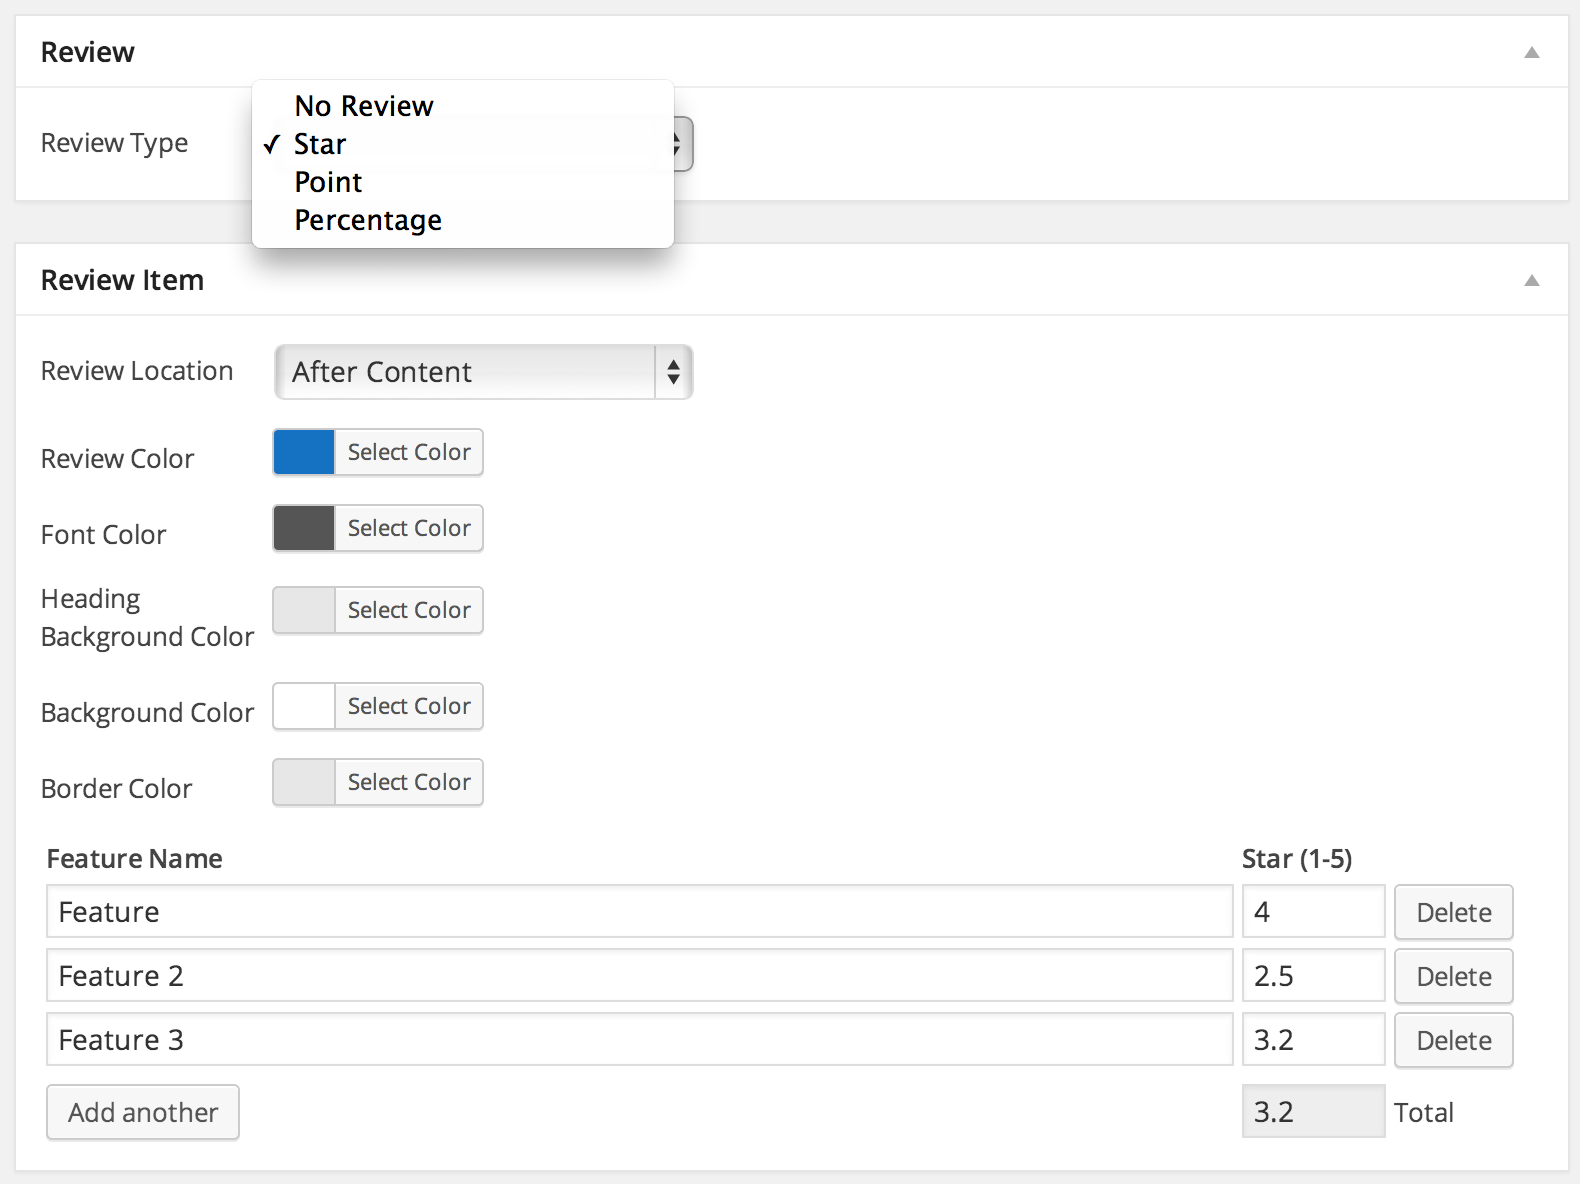 Review
Review Type
No Review
✓ Star
Point
Percentage
Review Item
Review Location After Content
Review Color Select Color
Font Color Select Color
Heading
Background Color Select Color
Background Color Select Color
Border Color Select Color
Feature Name Star (1-5)
Feature 4 Delete
Feature 2 2.5 Delete
Feature 3 3.2 Delete
Add another 3.2 Total